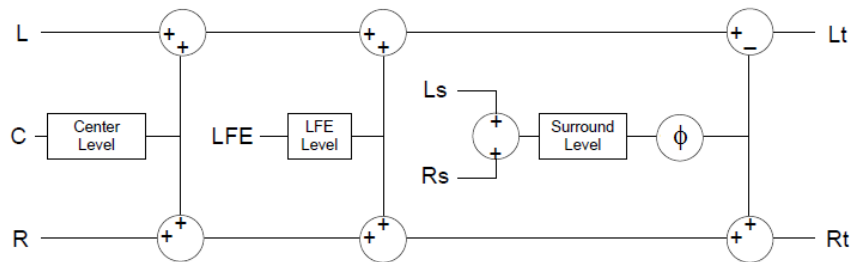 L
+
+
+
+
+
−
Lt
Ls
C
Center
Level
LFE
LFE
Level
+
+
Surround
Level
ϕ
Rs
R
+
+
+
+
+
+
Rt